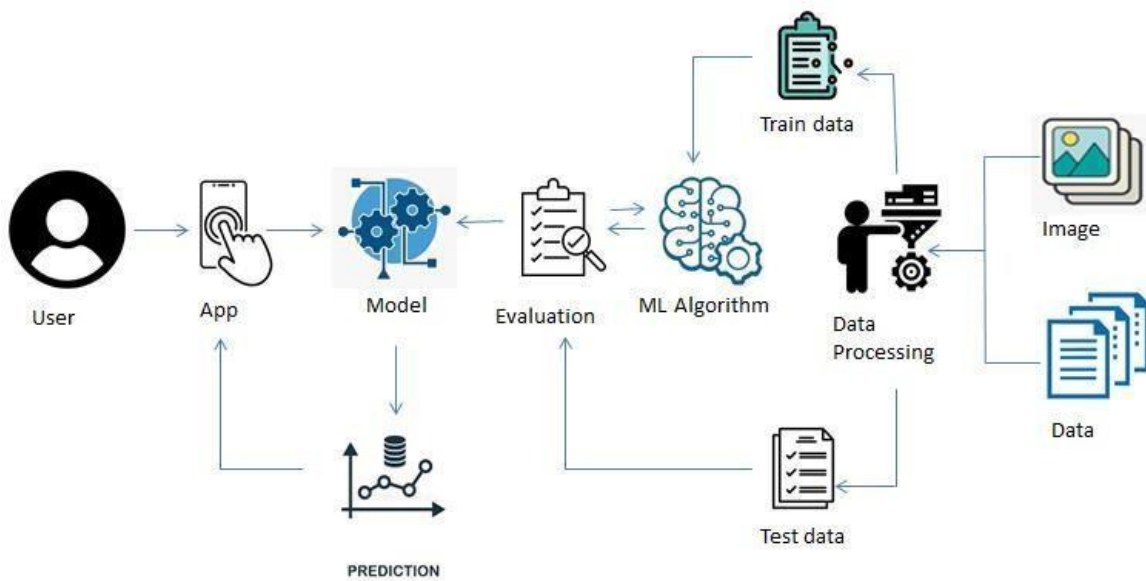 Train data
Image
User
App
Model
Evaluation
ML Algorithm
Data
Processing
Data
Test data
PREDICTION